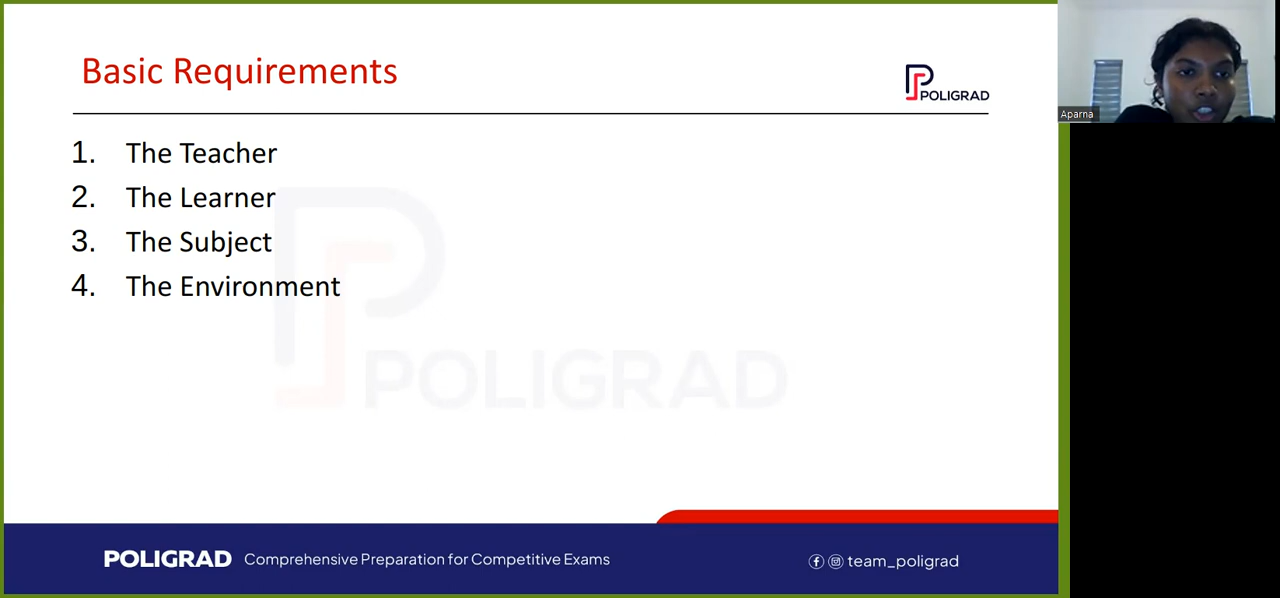 Basic Requirements
POLIGRAD
Aparna
1. The Teacher
2. The Learner
3. The Subject
4. The Environment
POLIGRAD
POLIGRAD Comprehensive Preparation for Competitive Exams
team_poligrad